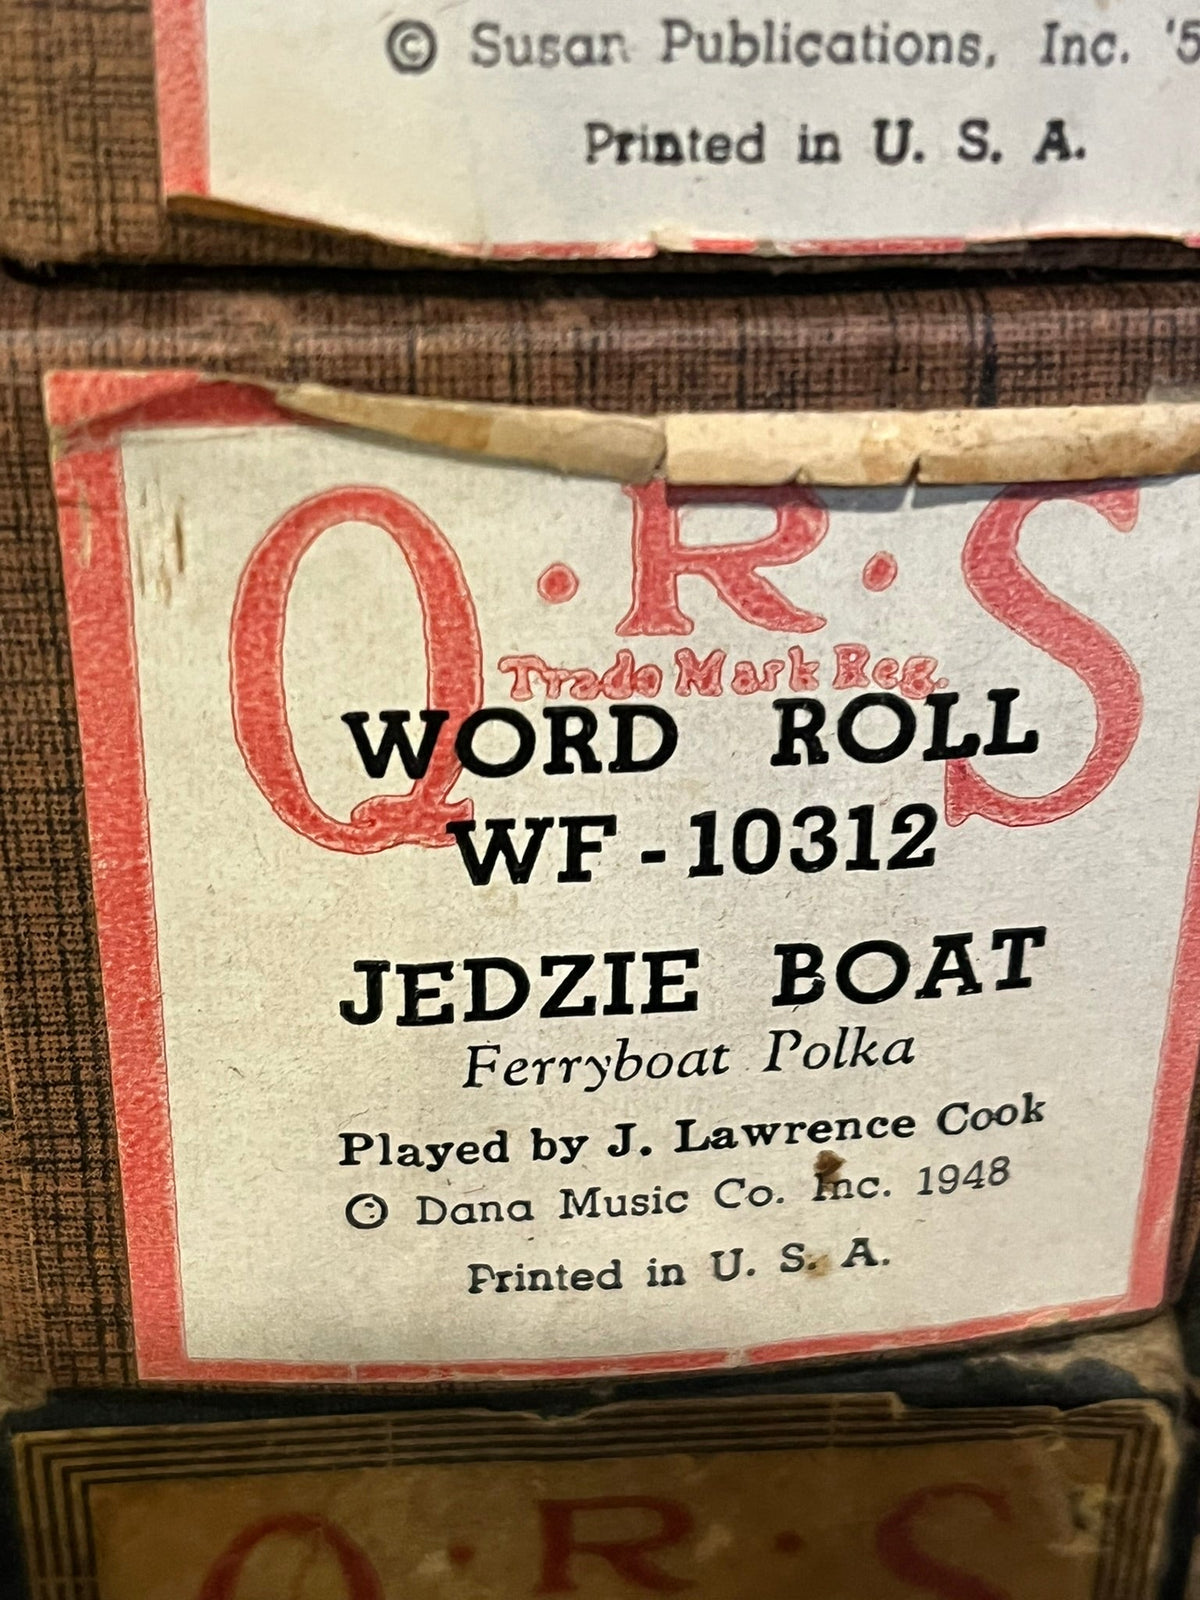 © Susan Publications, Inc. '5
Printed in U. S. A.
Q·R·S
Trade Mark Reg.
WORD ROLL
WF-10312
JEDZIE BOAT
Ferryboat Polka
Played by J. Lawrence Cook
© Dana Music Co. Inc. 1948
Printed in U. S. A.
Q·R·S